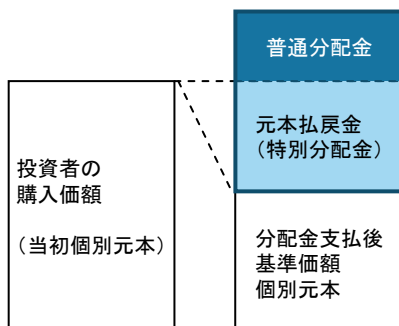 普通分配金
元本払戻金
（特別分配金）
投資者の
購入価額
（当初個別元本）
分配金支払後
基準価額
個別元本